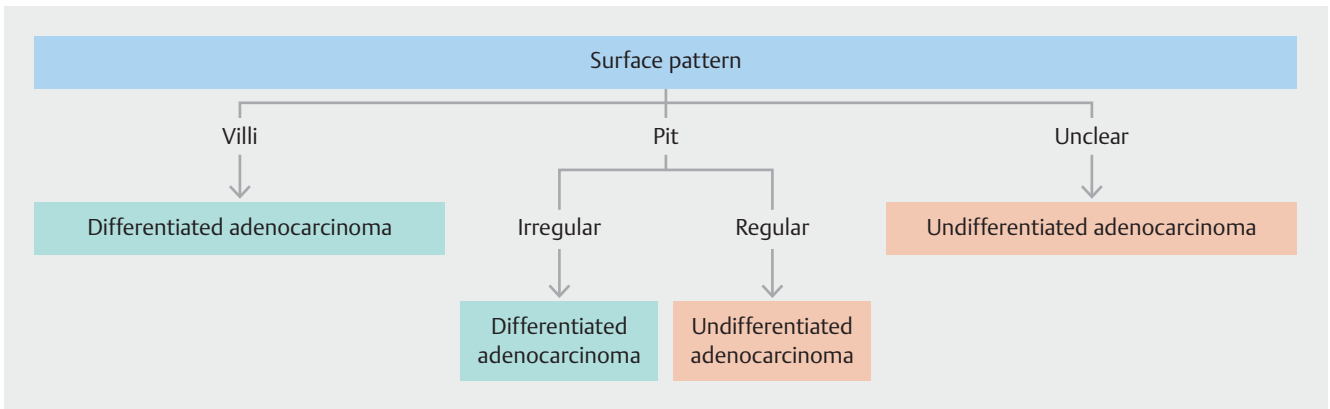 Surface pattern
Villi
Pit
Unclear
Differentiated adenocarcinoma
Irregular
Regular
Undifferentiated adenocarcinoma
Differentiated
adenocarcinoma
Undifferentiated
adenocarcinoma